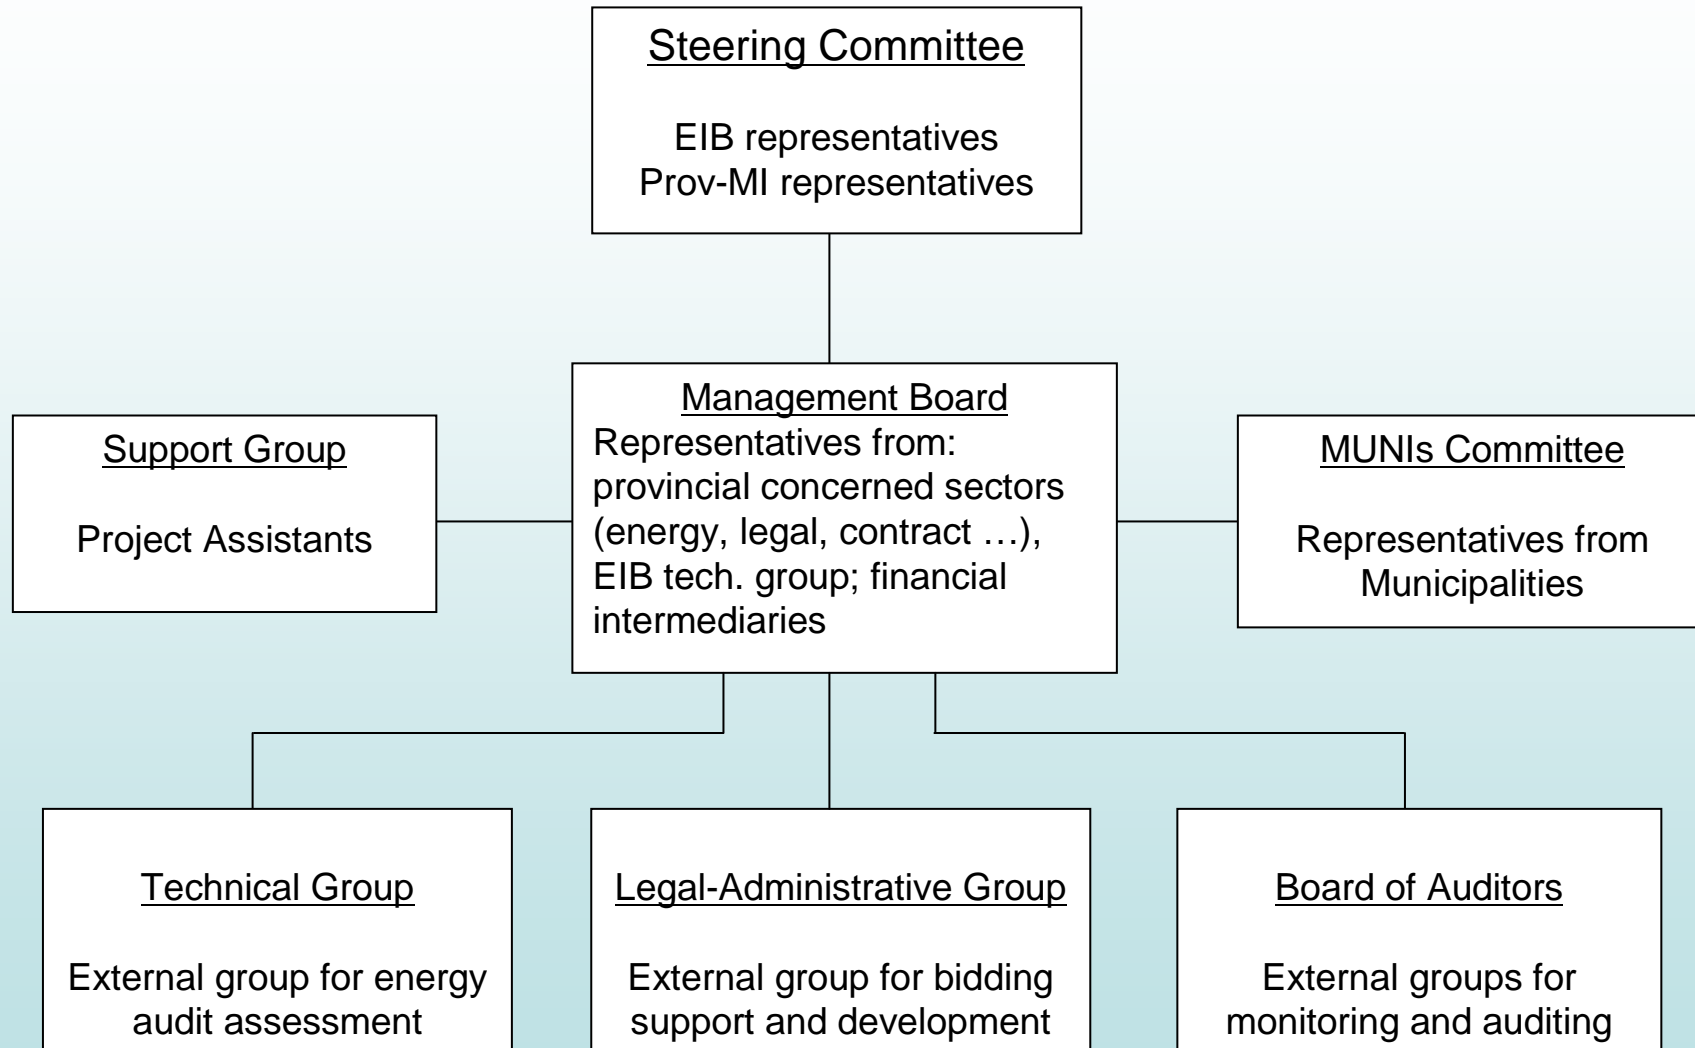 Steering Committee
EIB representatives
Prov-MI representatives
Management Board
Representatives from:
provincial concerned sectors
(energy, legal, contract …),
EIB tech. group; financial
intermediaries
Support Group
Project Assistants
MUNIs Committee
Representatives from
Municipalities
Technical Group
External group for energy
audit assessment
Legal-Administrative Group
External group for bidding
support and development
Board of Auditors
External groups for
monitoring and auditing